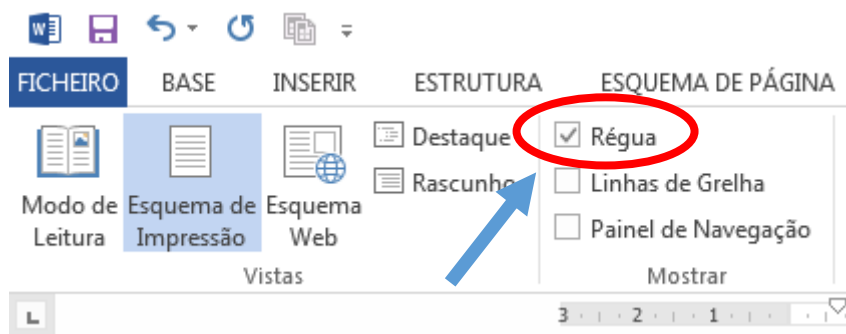 FICHEIRO BASE INSERIR ESTRUTURA ESQUEMA DE PÁGINA
Modo de Leitura
Esquema de Impressão
Esquema Web
Destaque
Rascunho
Vistas
Régua
Linhas de Grelha
Painel de Navegação
Mostrar
3 2 1